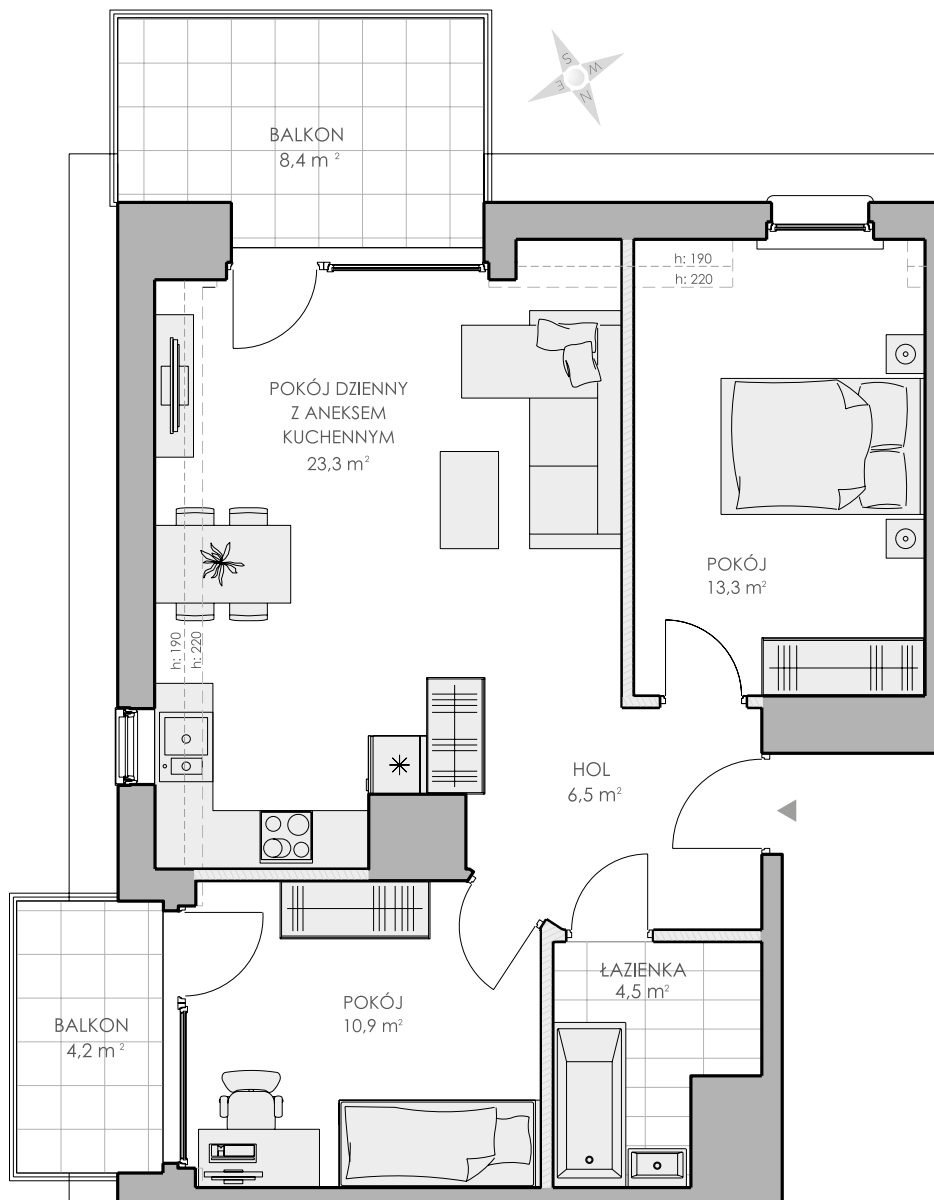 S
W
E
N
BALKON
8,4 m²
h: 190
h: 220
POKÓJ DZIENNY
Z ANEKSEM
KUCHENNYM
23,3 m²
POKÓJ
13,3 m²
h: 190
h: 220
HOL
6,5 m²
ŁAZIENKA
4,5 m²
POKÓJ
10,9 m²
BALKON
4,2 m²